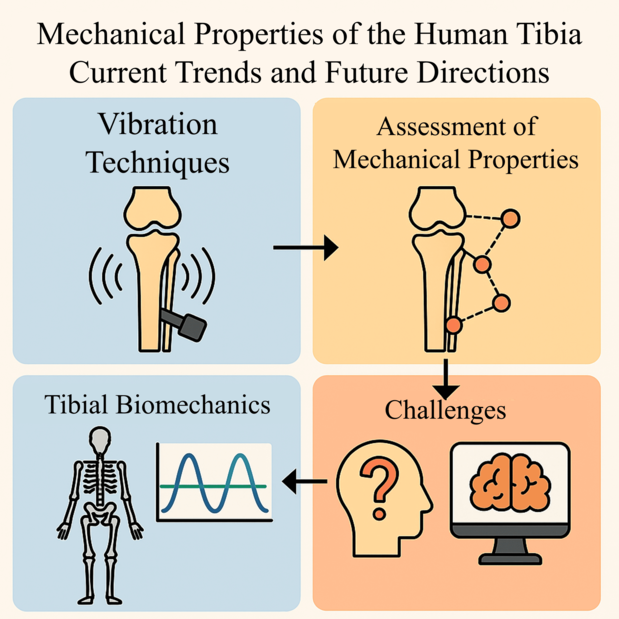 Mechanical Properties of the Human Tibia
Current Trends and Future Directions
Vibration
Techniques
Assessment of
Mechanical Properties
Tibial Biomechanics
Challenges
?